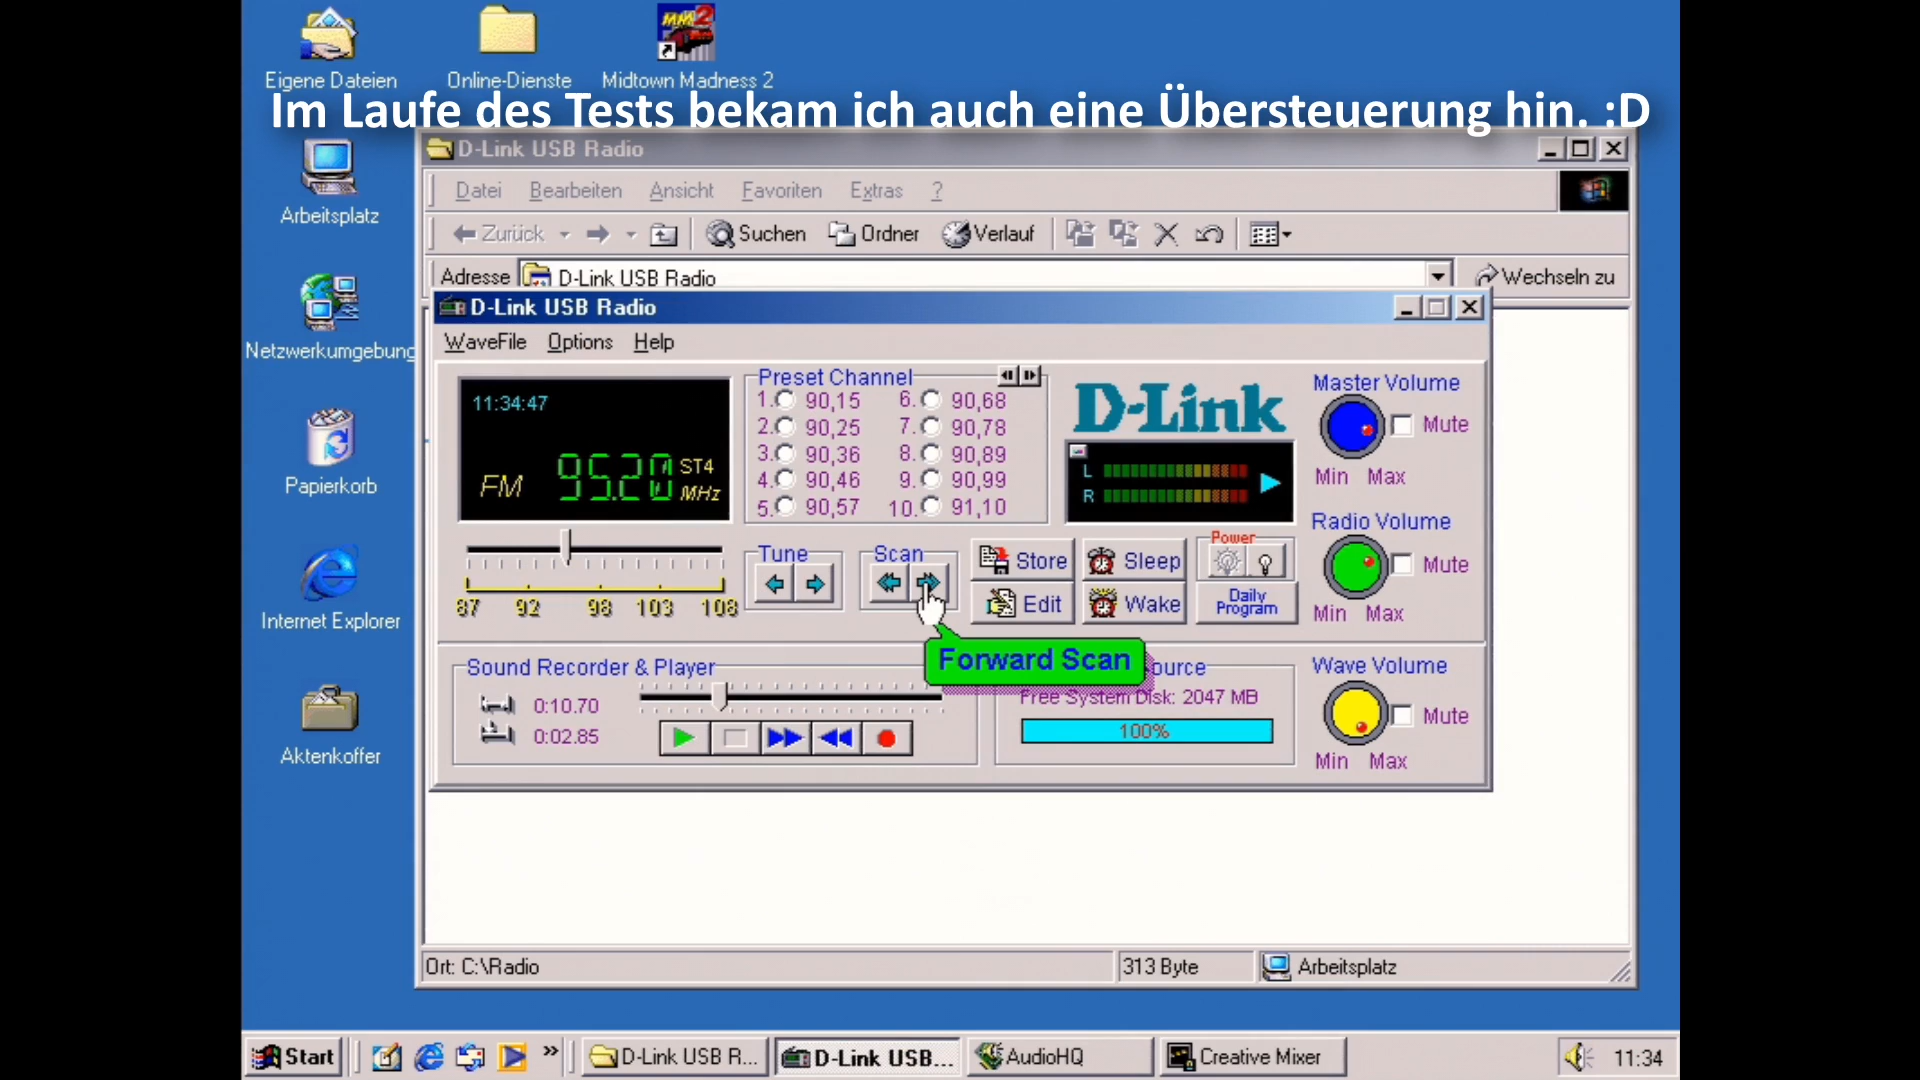 Eigene Dateien
Online-Dienste
Midtown Madness 2
Im Laufe des Tests bekam ich auch eine Übersteuerung hin. :D
D-Link USB Radio
Datei Bearbeiten Ansicht Favoriten Extras ?
Zurück Suchen Ordner Verlauf
Adresse D-Link USB Radio Wechseln zu
Arbeitsplatz
Netzwerkumgebung
Papierkorb
Internet Explorer
Aktenkoffer
D-Link USB Radio
WaveFile Options Help
11:34:47
FM 95.20 ST4 MHz
87 92 98 103 108
Preset Channel
1. 90,15 6. 90,68
2. 90,25 7. 90,78
3. 90,36 8. 90,89
4. 90,46 9. 90,99
5. 90,57 10. 91,10
D-Link
L
R
Master Volume
Mute
Min Max
Radio Volume
Mute
Min Max
Tune
Scan
Store Sleep
Edit Wake
Power
Daily
Program
Forward Scan
Sound Recorder & Player
0:10.70
0:02.85
ource
Free System Disk: 2047 MB
100%
Wave Volume
Mute
Min Max
Ort: C:\Radio 313 Byte Arbeitsplatz
Start » D-Link USB R... D-Link USB... AudioHQ Creative Mixer 11:34